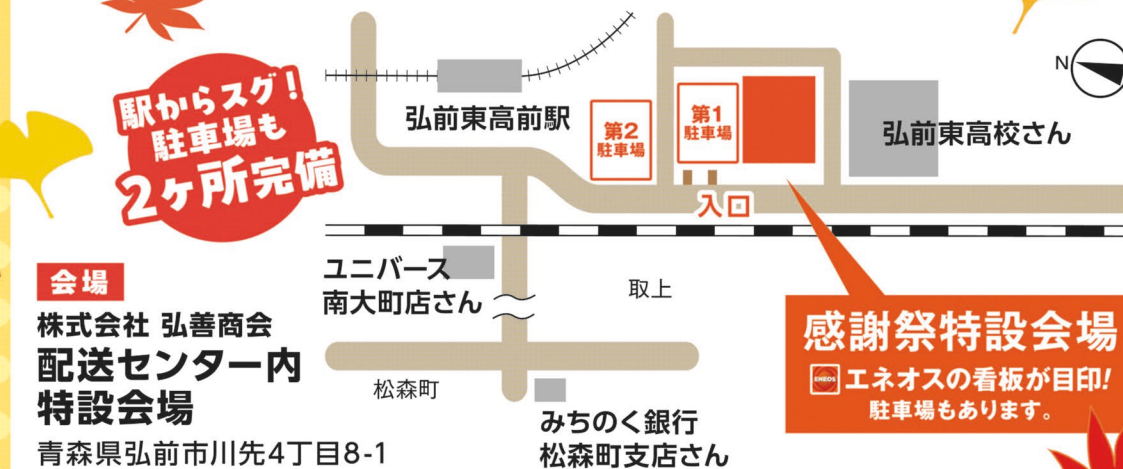 駅からスグ!
駐車場も
2ヶ所完備
弘前東高前駅
第2
駐車場
第1
駐車場
入口
弘前東高校さん
N
ユニバース
南大町店さん
取上
松森町
みちのく銀行
松森町支店さん
会場
株式会社 弘善商会
配送センター内
特設会場
青森県弘前市川先4丁目8-1
感謝祭特設会場
ENEOS エネオスの看板が目印!
駐車場もあります。